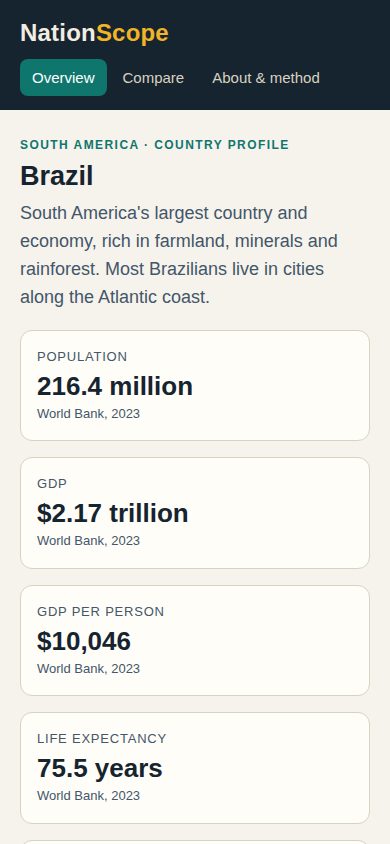 NationScope
Overview Compare About & method
SOUTH AMERICA · COUNTRY PROFILE
Brazil
South America's largest country and
economy, rich in farmland, minerals and
rainforest. Most Brazilians live in cities
along the Atlantic coast.
POPULATION
216.4 million
World Bank, 2023
GDP
$2.17 trillion
World Bank, 2023
GDP PER PERSON
$10,046
World Bank, 2023
LIFE EXPECTANCY
75.5 years
World Bank, 2023